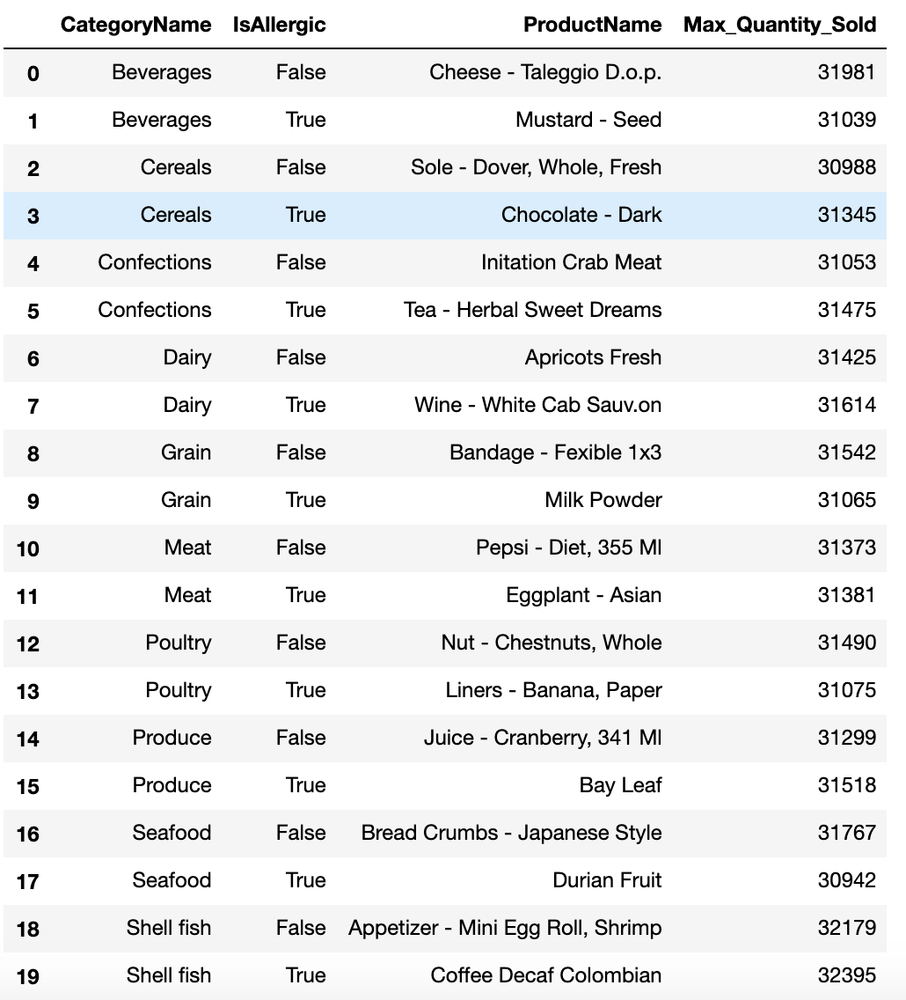 CategoryName IsAllergic ProductName Max_Quantity_Sold
0 Beverages False Cheese - Taleggio D.o.p. 31981
1 Beverages True Mustard - Seed 31039
2 Cereals False Sole - Dover, Whole, Fresh 30988
3 Cereals True Chocolate - Dark 31345
4 Confections False Initation Crab Meat 31053
5 Confections True Tea - Herbal Sweet Dreams 31475
6 Dairy False Apricots Fresh 31425
7 Dairy True Wine - White Cab Sauv.on 31614
8 Grain False Bandage - Fexible 1x3 31542
9 Grain True Milk Powder 31065
10 Meat False Pepsi - Diet, 355 Ml 31373
11 Meat True Eggplant - Asian 31381
12 Poultry False Nut - Chestnuts, Whole 31490
13 Poultry True Liners - Banana, Paper 31075
14 Produce False Juice - Cranberry, 341 Ml 31299
15 Produce True Bay Leaf 31518
16 Seafood False Bread Crumbs - Japanese Style 31767
17 Seafood True Durian Fruit 30942
18 Shell fish False Appetizer - Mini Egg Roll, Shrimp 32179
19 Shell fish True Coffee Decaf Colombian 32395